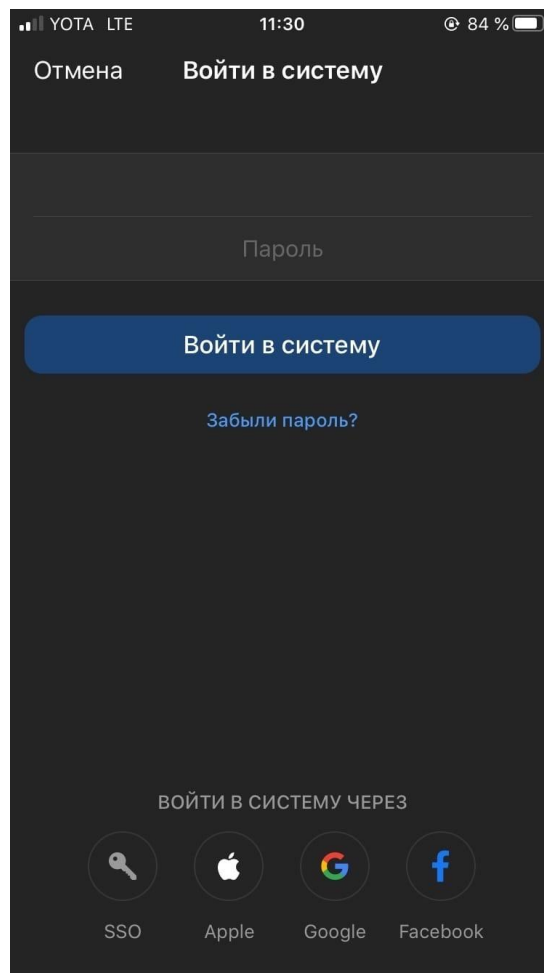 YOTA LTE 11:30 84 %
Отмена Войти в систему
Пароль
Войти в систему
Забыли пароль?
ВОЙТИ В СИСТЕМУ ЧЕРЕЗ
SSO Apple Google Facebook